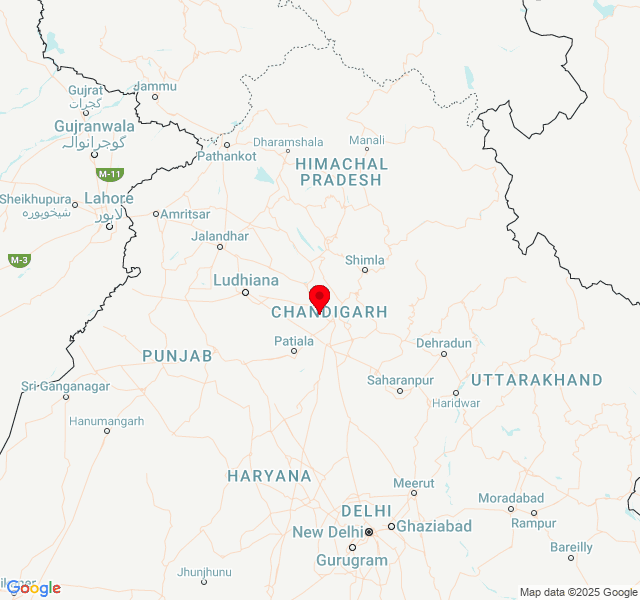 Gujrat
گجرات
Jammu
Gujranwala
گوجرانوالہ
Pathankot
Dharamshala
Manali
HIMACHAL
PRADESH
M-11
Sheikhupura
شیخوپورہ
Lahore
لاہور
Amritsar
Jalandhar
M-3
Shimla
Ludhiana
CHANDIGARH
Patiala
Dehradun
PUNJAB
Saharanpur
UTTARAKHAND
Sri Ganganagar
Haridwar
Hanumangarh
HARYANA
Meerut
Moradabad
DELHI
Rampur
New Delhi
Ghaziabad
Gurugram
Bareilly
Jhunjhunu
Google
Map data ©2025 Google